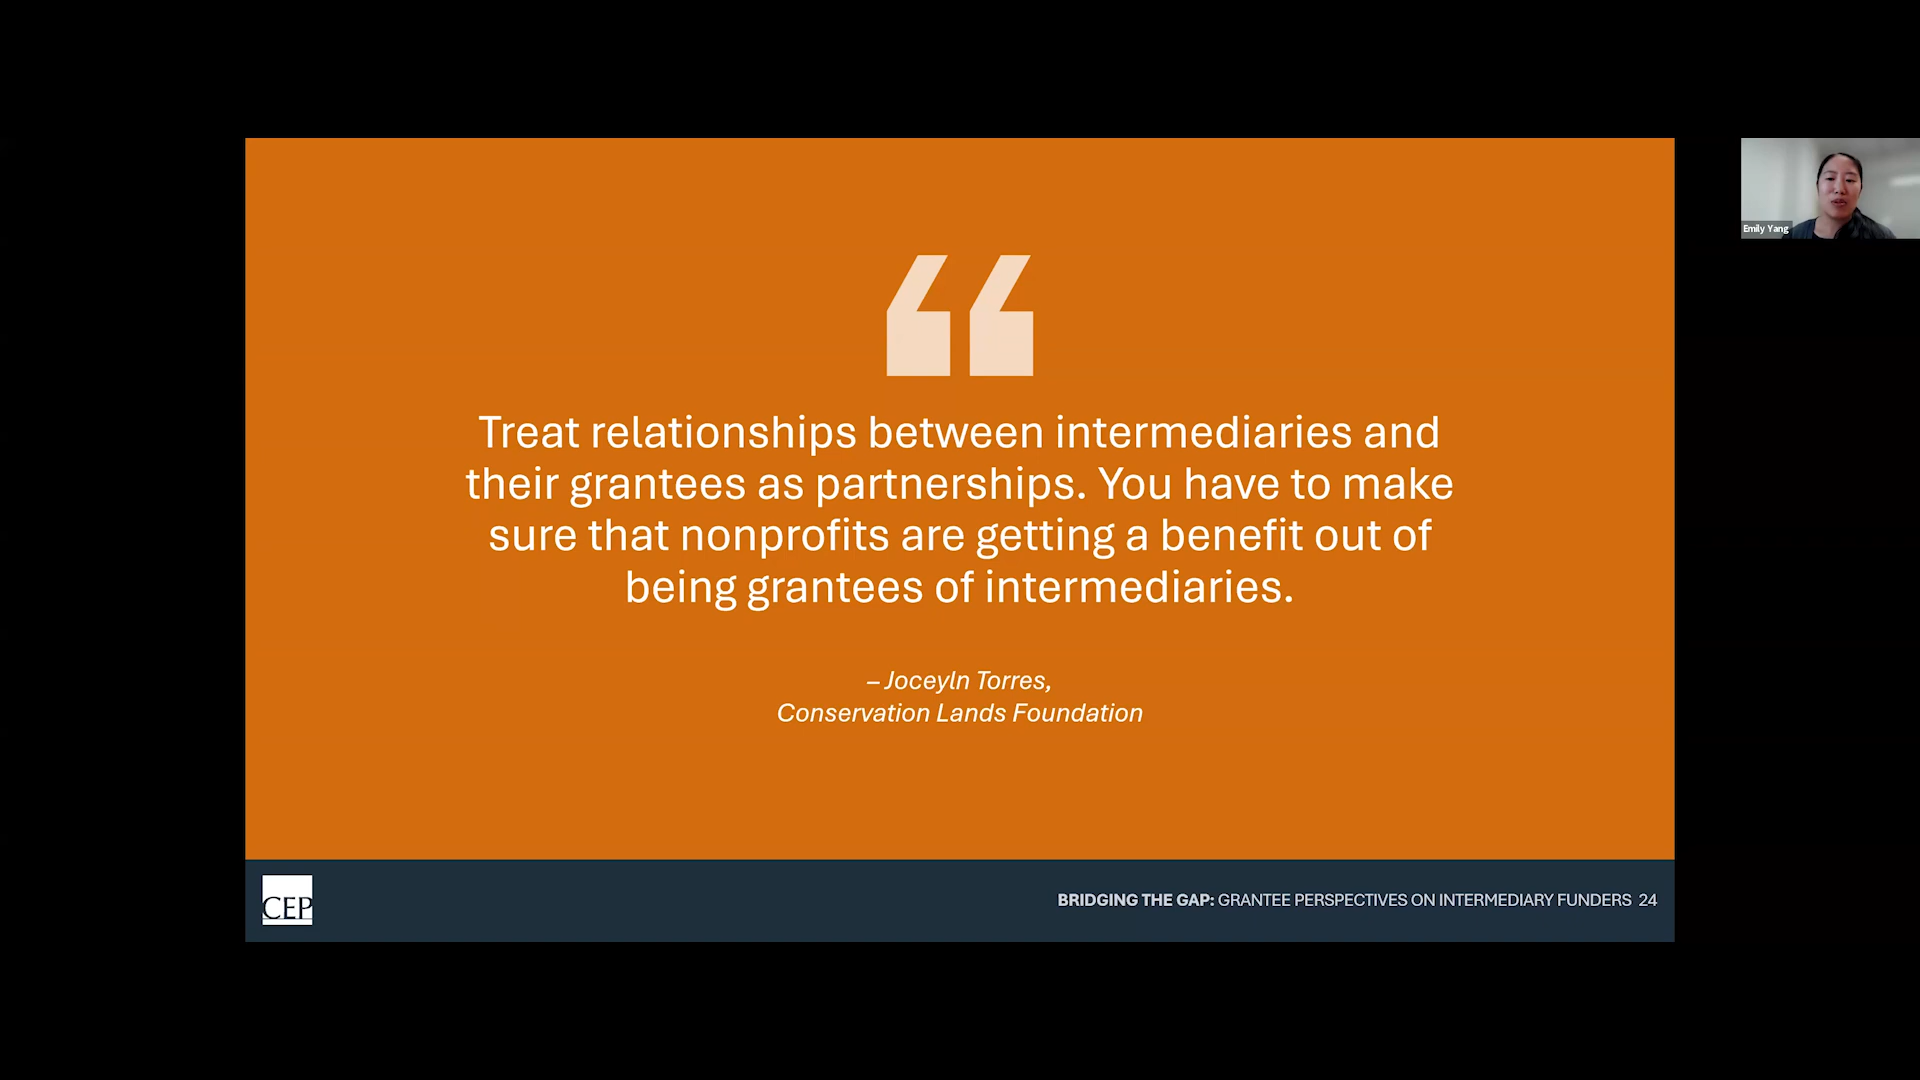 Emily Yang
“
Treat relationships between intermediaries and
their grantees as partnerships. You have to make
sure that nonprofits are getting a benefit out of
being grantees of intermediaries.
– Joceyln Torres,
Conservation Lands Foundation
CEP
BRIDGING THE GAP: GRANTEE PERSPECTIVES ON INTERMEDIARY FUNDERS 24